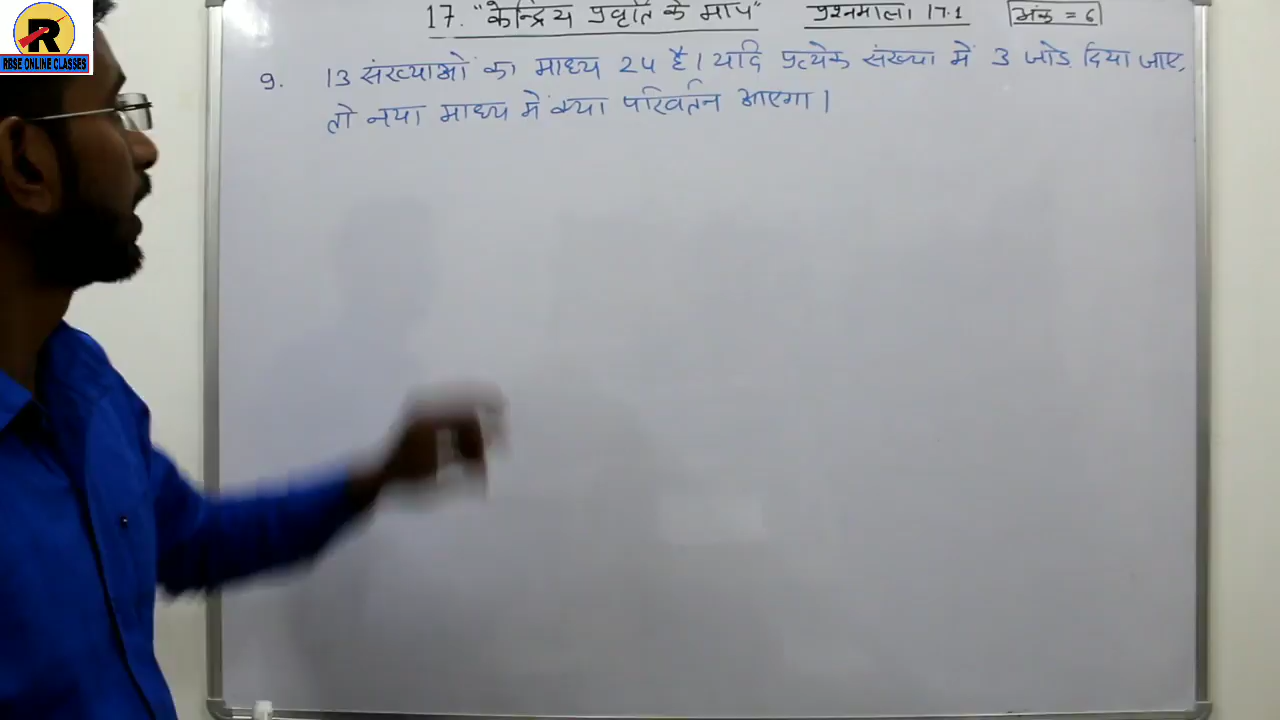 17. "केन्द्रिय प्रवृति के माप" प्रश्नमाला 17.1 अंक = 6
R
RBSE ONLINE CLASSES
9. 13 संख्याओं का माध्य 24 है। यदि प्रत्येक संख्या में 3 जोड़ दिया जाए,
तो नया माध्य में क्या परिवर्तन आएगा।